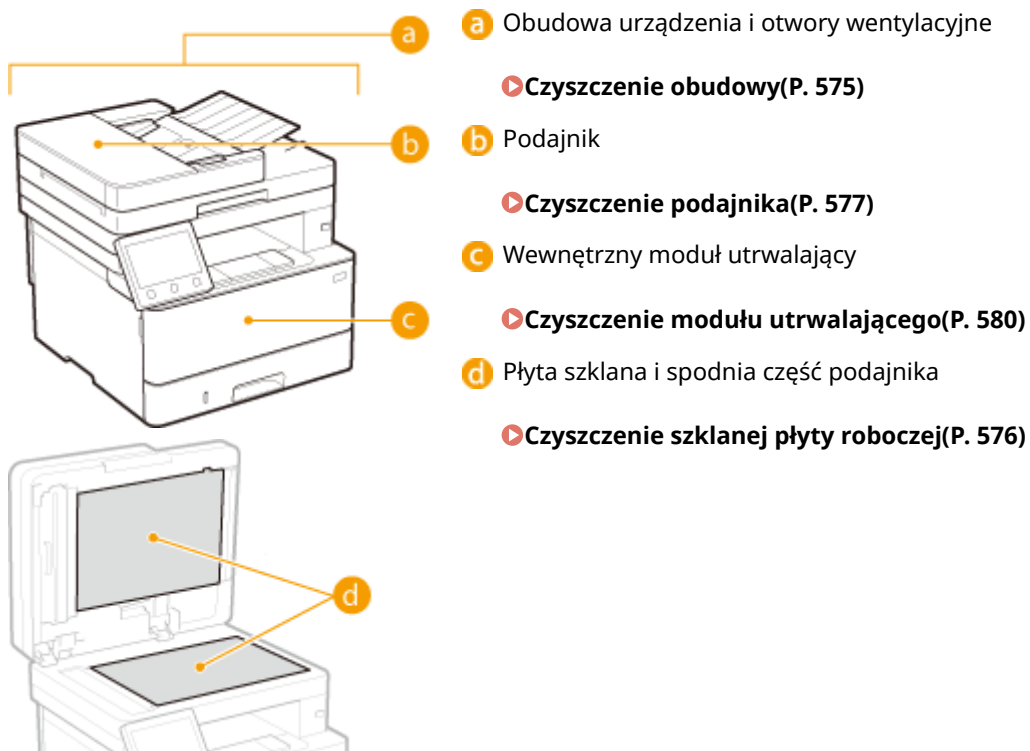 a
a Obudowa urządzenia i otwory wentylacyjne
Czyszczenie obudowy(P. 575)
b
b Podajnik
Czyszczenie podajnika(P. 577)
c Wewnętrzny moduł utrwalający
c
Czyszczenie modułu utrwalającego(P. 580)
d Płyta szklana i spodnia część podajnika
Czyszczenie szklanej płyty roboczej(P. 576)
d